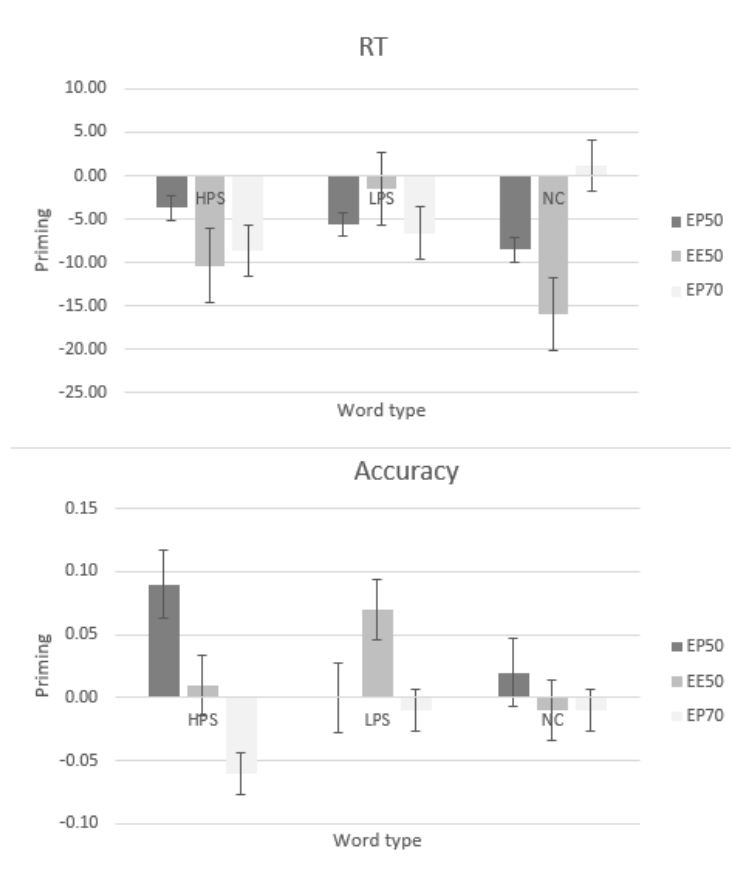 RT
10.00
5.00
0.00
-5.00
-10.00
-15.00
-20.00
-25.00
Priming
HPS
LPS
NC
EP50
EE50
EP70
Word type
Accuracy
0.15
0.10
0.05
0.00
-0.05
-0.10
Priming
HPS
LPS
NC
EP50
EE50
EP70
Word type